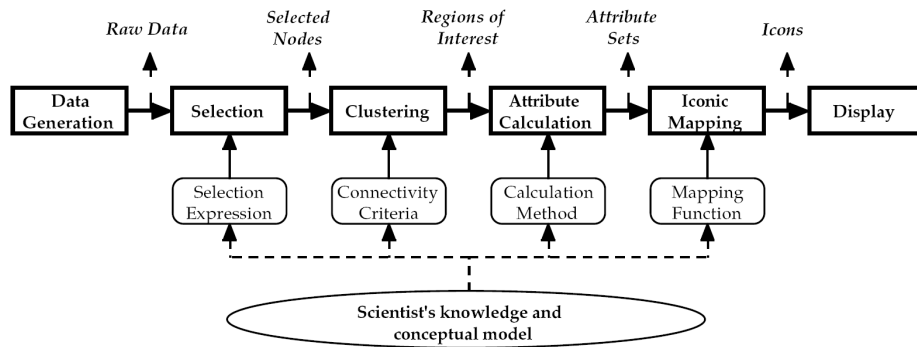 Raw Data
Selected
Nodes
Regions of
Interest
Attribute
Sets
Icons
Data
Generation
Selection
Clustering
Attribute
Calculation
Iconic
Mapping
Display
Selection
Expression
Connectivity
Criteria
Calculation
Method
Mapping
Function
Scientist's knowledge and
conceptual model